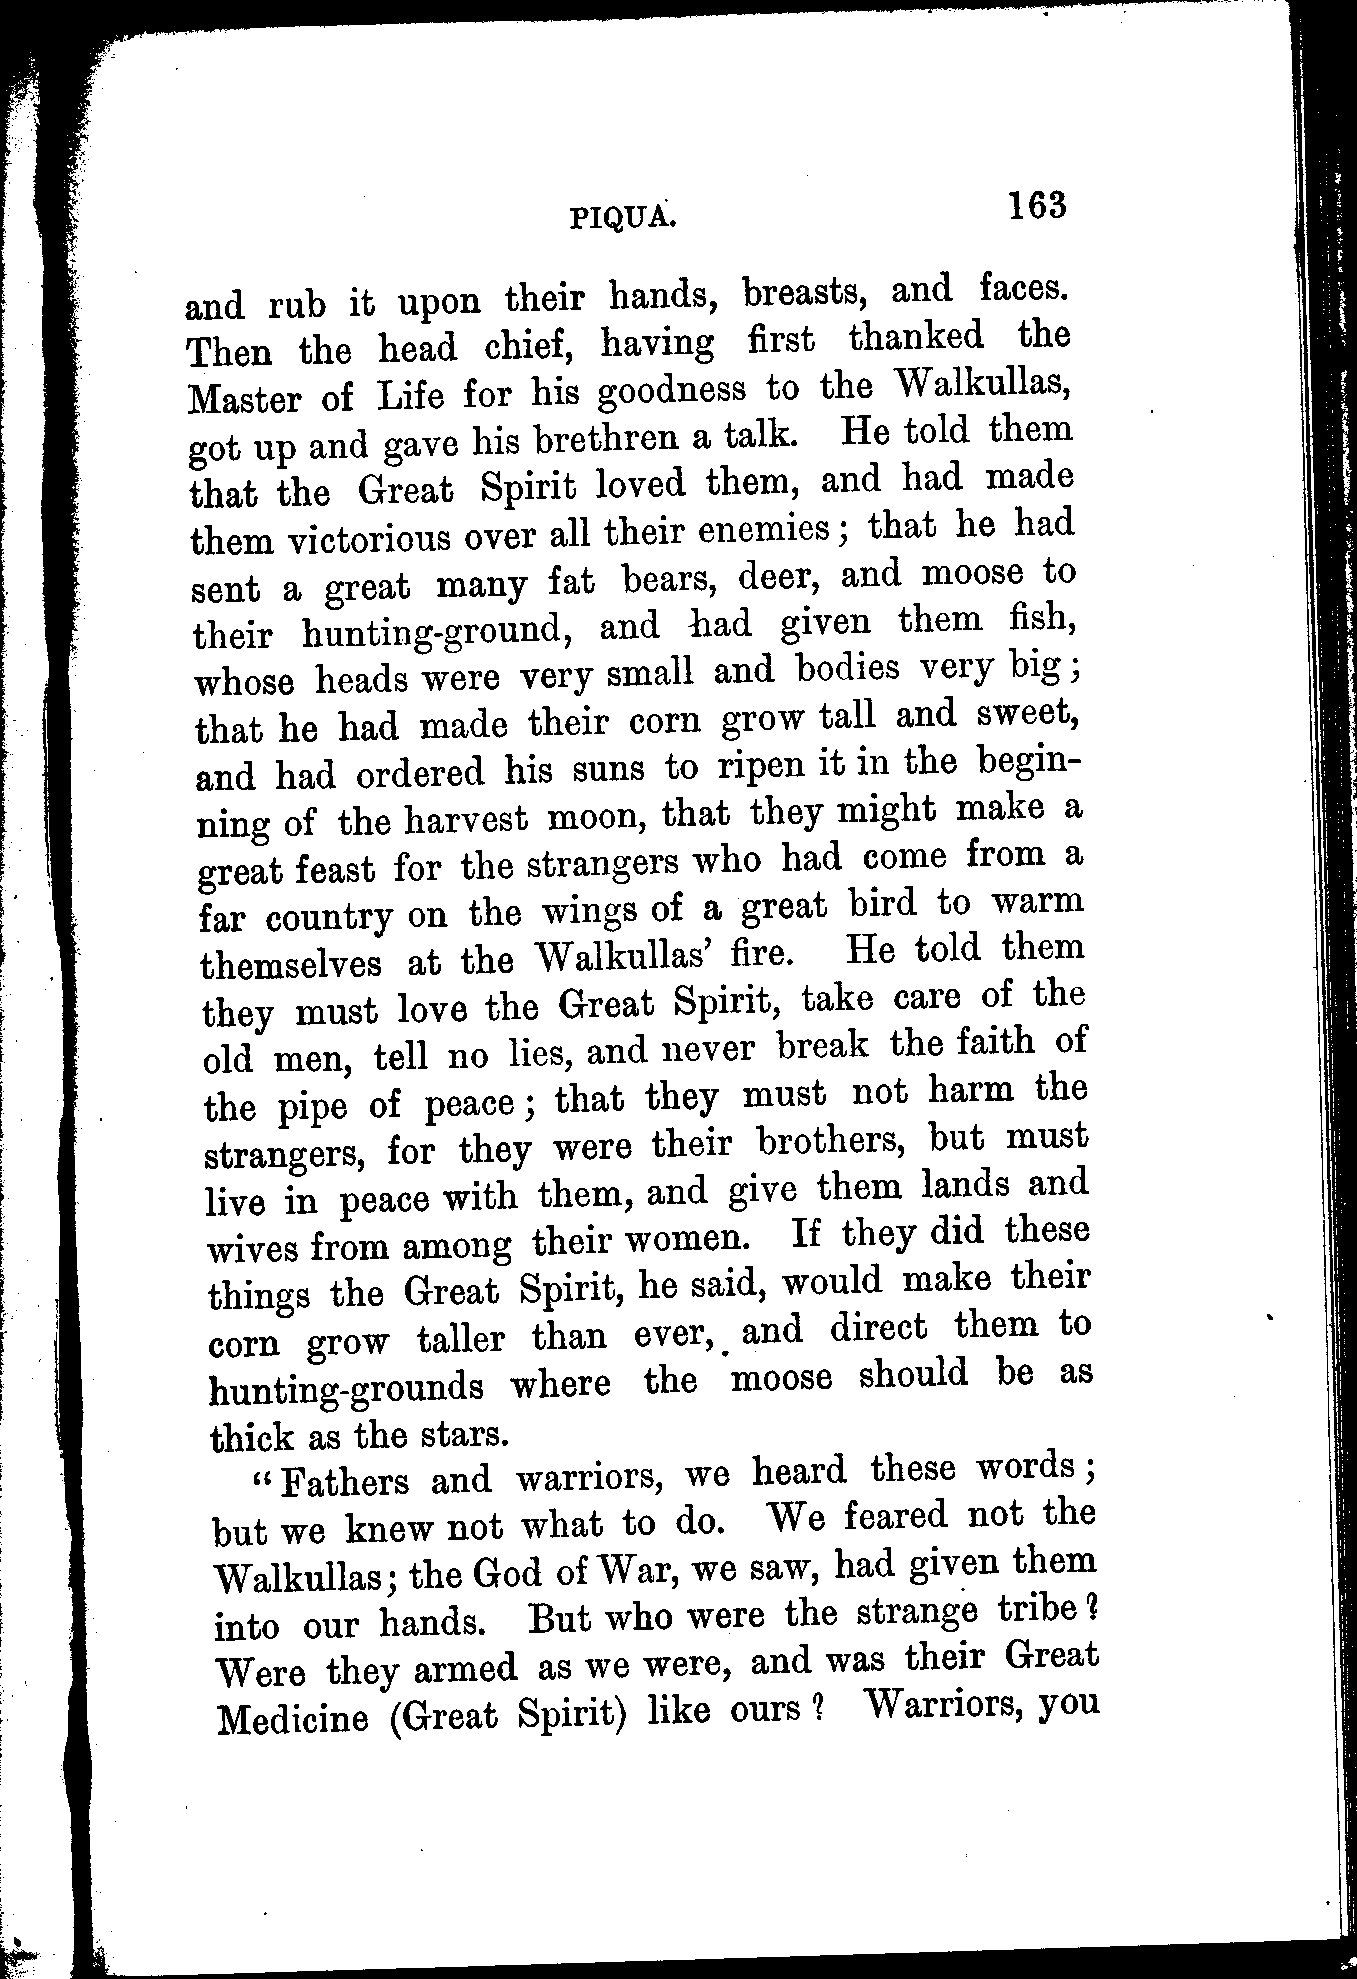 PIQUA. 163
and rub it upon their hands, breasts, and faces.
Then the head chief, having first thanked the
Master of Life for his goodness to the Walkullas,
got up and gave his brethren a talk. He told them
that the Great Spirit loved them, and had made
them victorious over all their enemies; that he had
sent a great many fat bears, deer, and moose to
their hunting-ground, and had given them fish,
whose heads were very small and bodies very big;
that he had made their corn grow tall and sweet,
and had ordered his suns to ripen it in the begin-
ning of the harvest moon, that they might make a
great feast for the strangers who had come from a
far country on the wings of a great bird to warm
themselves at the Walkullas' fire. He told them
they must love the Great Spirit, take care of the
old men, tell no lies, and never break the faith of
the pipe of peace; that they must not harm the
strangers, for they were their brothers, but must
live in peace with them, and give them lands and
wives from among their women. If they did these
things the Great Spirit, he said, would make their
corn grow taller than ever, and direct them to
hunting-grounds where the moose should be as
thick as the stars.
"Fathers and warriors, we heard these words;
but we knew not what to do. We feared not the
Walkullas; the God of War, we saw, had given them
into our hands. But who were the strange tribe?
Were they armed as we were, and was their Great
Medicine (Great Spirit) like ours? Warriors, you